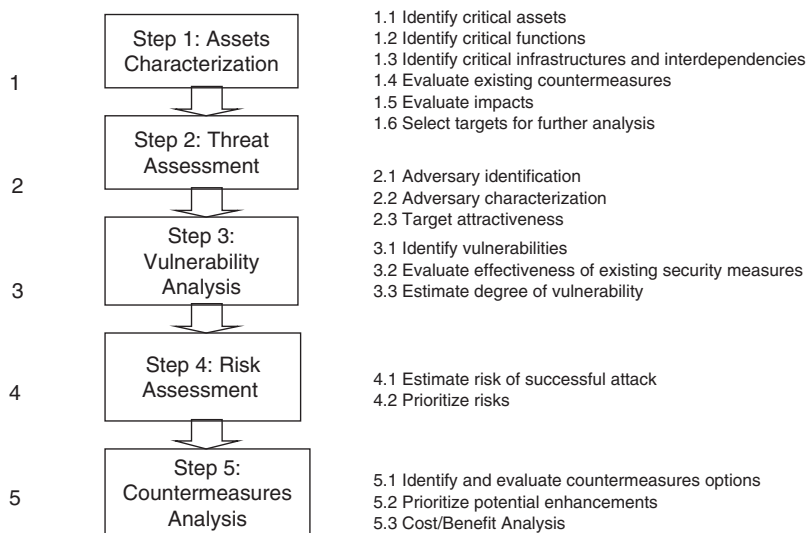 1
Step 1: Assets
Characterization
1.1 Identify critical assets
1.2 Identify critical functions
1.3 Identify critical infrastructures and interdependencies
1.4 Evaluate existing countermeasures
1.5 Evaluate impacts
1.6 Select targets for further analysis
2
Step 2: Threat
Assessment
2.1 Adversary identification
2.2 Adversary characterization
2.3 Target attractiveness
3
Step 3:
Vulnerability
Analysis
3.1 Identify vulnerabilities
3.2 Evaluate effectiveness of existing security measures
3.3 Estimate degree of vulnerability
4
Step 4: Risk
Assessment
4.1 Estimate risk of successful attack
4.2 Prioritize risks
5
Step 5:
Countermeasures
Analysis
5.1 Identify and evaluate countermeasures options
5.2 Prioritize potential enhancements
5.3 Cost/Benefit Analysis